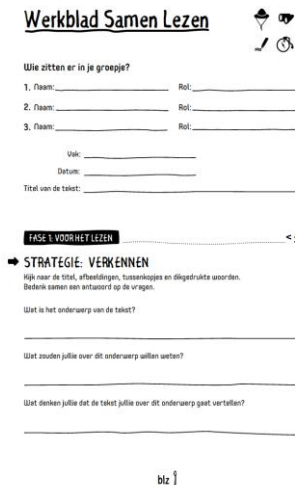 Werkblad Samen Lezen
Wie zitten er in je groepje?
1. Naam: Rol:
2. Naam: Rol:
3. Naam: Rol:
Vak:
Datum:
Titel van de tekst:
FASE 1: VOOR HET LEZEN
STRATEGIE: VERKENNEN
Kijk naar de titel, afbeeldingen, tussenkopjes en dikgedrukte woorden.
Bedenk samen een antwoord op de vragen.
Wat is het onderwerp van de tekst?
Wat zouden jullie over dit onderwerp willen weten?
Wat denken jullie dat de tekst jullie over dit onderwerp gaat vertellen?
blz 1